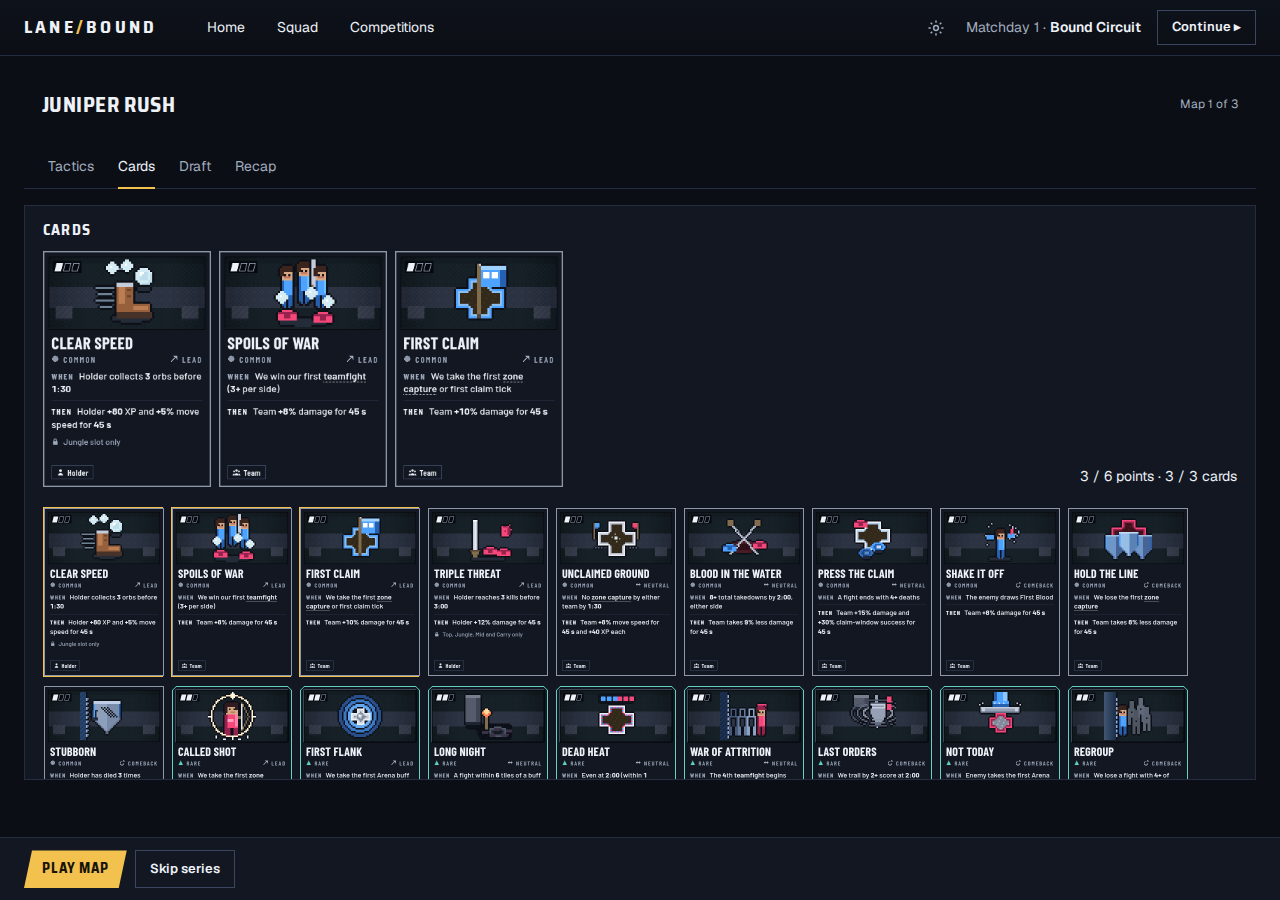 LANE/BOUND
Home
Squad
Competitions
Matchday 1 · Bound Circuit
Continue ▸
JUNIPER RUSH
Map 1 of 3
Tactics
Cards
Draft
Recap
CARDS
CLEAR SPEED
COMMON
LEAD
WHEN Holder collects 3 orbs before
1:30
THEN Holder +80 XP and +5% move
speed for 45 s
Jungle slot only
Holder
SPOILS OF WAR
COMMON
LEAD
WHEN We win our first teamfight
(3+ per side)
THEN Team +8% damage for 45 s
Team
FIRST CLAIM
COMMON
LEAD
WHEN We take the first zone
capture or first claim tick
THEN Team +10% damage for 45 s
Team
3 / 6 points · 3 / 3 cards
CLEAR SPEED
COMMON
LEAD
WHEN Holder collects 3 orbs before
1:30
THEN Holder +80 XP and +5% move
speed for 45 s
Jungle slot only
Holder
SPOILS OF WAR
COMMON
LEAD
WHEN We win our first teamfight
(3+ per side)
THEN Team +8% damage for 45 s
Team
FIRST CLAIM
COMMON
LEAD
WHEN We take the first zone
capture or first claim tick
THEN Team +10% damage for 45 s
Team
TRIPLE THREAT
COMMON
LEAD
WHEN Holder reaches 3 kills before
3:00
THEN Holder +12% damage for 45 s
Top, Jungle, Mid and Carry only
Holder
UNCLAIMED GROUND
COMMON
NEUTRAL
WHEN No zone capture by either
team by 1:30
THEN Team +8% move speed for
45 s and +40 XP each
Team
BLOOD IN THE WATER
COMMON
NEUTRAL
WHEN 6+ total takedowns by 2:00,
either side
THEN Team takes 9% less damage
for 45 s
Team
PRESS THE CLAIM
COMMON
NEUTRAL
WHEN A fight ends with 4+ deaths
THEN Team +15% damage and
+30% claim-window success for
45 s
Team
SHAKE IT OFF
COMMON
COMEBACK
WHEN The enemy draws First Blood
THEN Team +8% damage for 45 s
Team
HOLD THE LINE
COMMON
COMEBACK
WHEN We lose the first zone
capture
THEN Team takes 8% less damage
for 45 s
Team
STUBBORN
COMMON
COMEBACK
WHEN Holder has died 3 times
CALLED SHOT
RARE
LEAD
WHEN We take the first zone
FIRST FLANK
RARE
LEAD
WHEN We take the first Arena buff
LONG NIGHT
RARE
NEUTRAL
WHEN A fight within 6 tiles of a buff
DEAD HEAT
RARE
NEUTRAL
WHEN Even at 2:00 (within 1
WAR OF ATTRITION
RARE
NEUTRAL
WHEN The 4th teamfight begins
LAST ORDERS
RARE
COMEBACK
WHEN We trail by 2+ score at 2:00
NOT TODAY
RARE
COMEBACK
WHEN Enemy takes the first Arena
REGROUP
RARE
COMEBACK
WHEN We lose a fight with 4+ of
PLAY MAP
Skip series